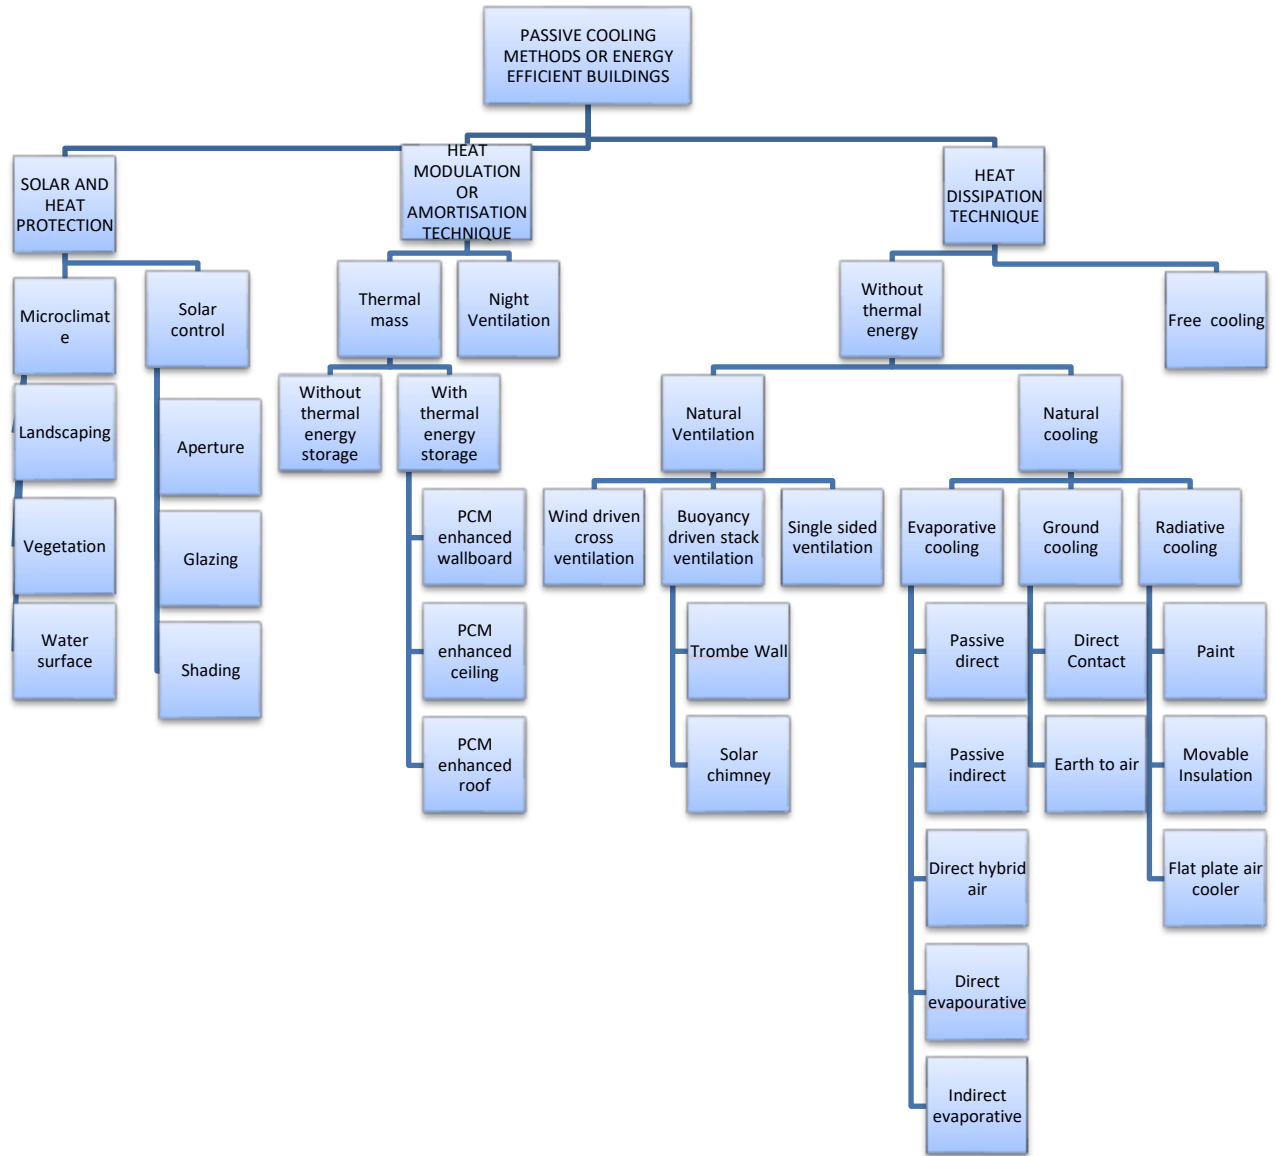 PASSIVE COOLING
METHODS OR ENERGY
EFFICIENT BUILDINGS
SOLAR AND
HEAT
PROTECTION
HEAT
MODULATION
OR
AMORTISATION
TECHNIQUE
HEAT
DISSIPATION
TECHNIQUE
Microclimat
e
Solar
control
Landscaping
Vegetation
Water
surface
Aperture
Glazing
Shading
Thermal
mass
Night
Ventilation
Without
thermal
energy
storage
With
thermal
energy
storage
PCM
enhanced
wallboard
PCM
enhanced
ceiling
PCM
enhanced
roof
Without
thermal
energy
Free cooling
Natural
Ventilation
Natural
cooling
Wind driven
cross
ventilation
Buoyancy
driven stack
ventilation
Single sided
ventilation
Trombe Wall
Solar
chimney
Evaporative
cooling
Ground
cooling
Radiative
cooling
Passive
direct
Passive
indirect
Direct hybrid
air
Direct
evapourative
Indirect
evaporative
Direct
Contact
Earth to air
Paint
Movable
Insulation
Flat plate air
cooler